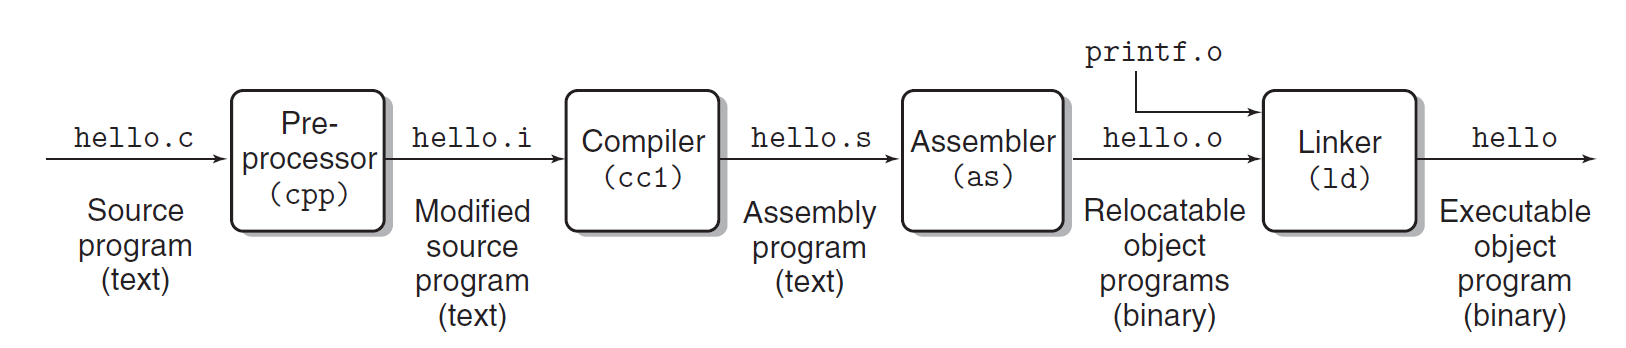 printf.o
hello.c
Pre-
processor
(cpp)
hello.i
Compiler
(cc1)
hello.s
Assembler
(as)
hello.o
Linker
(ld)
hello
Source
program
(text)
Modified
source
program
(text)
Assembly
program
(text)
Relocatable
object
programs
(binary)
Executable
object
program
(binary)